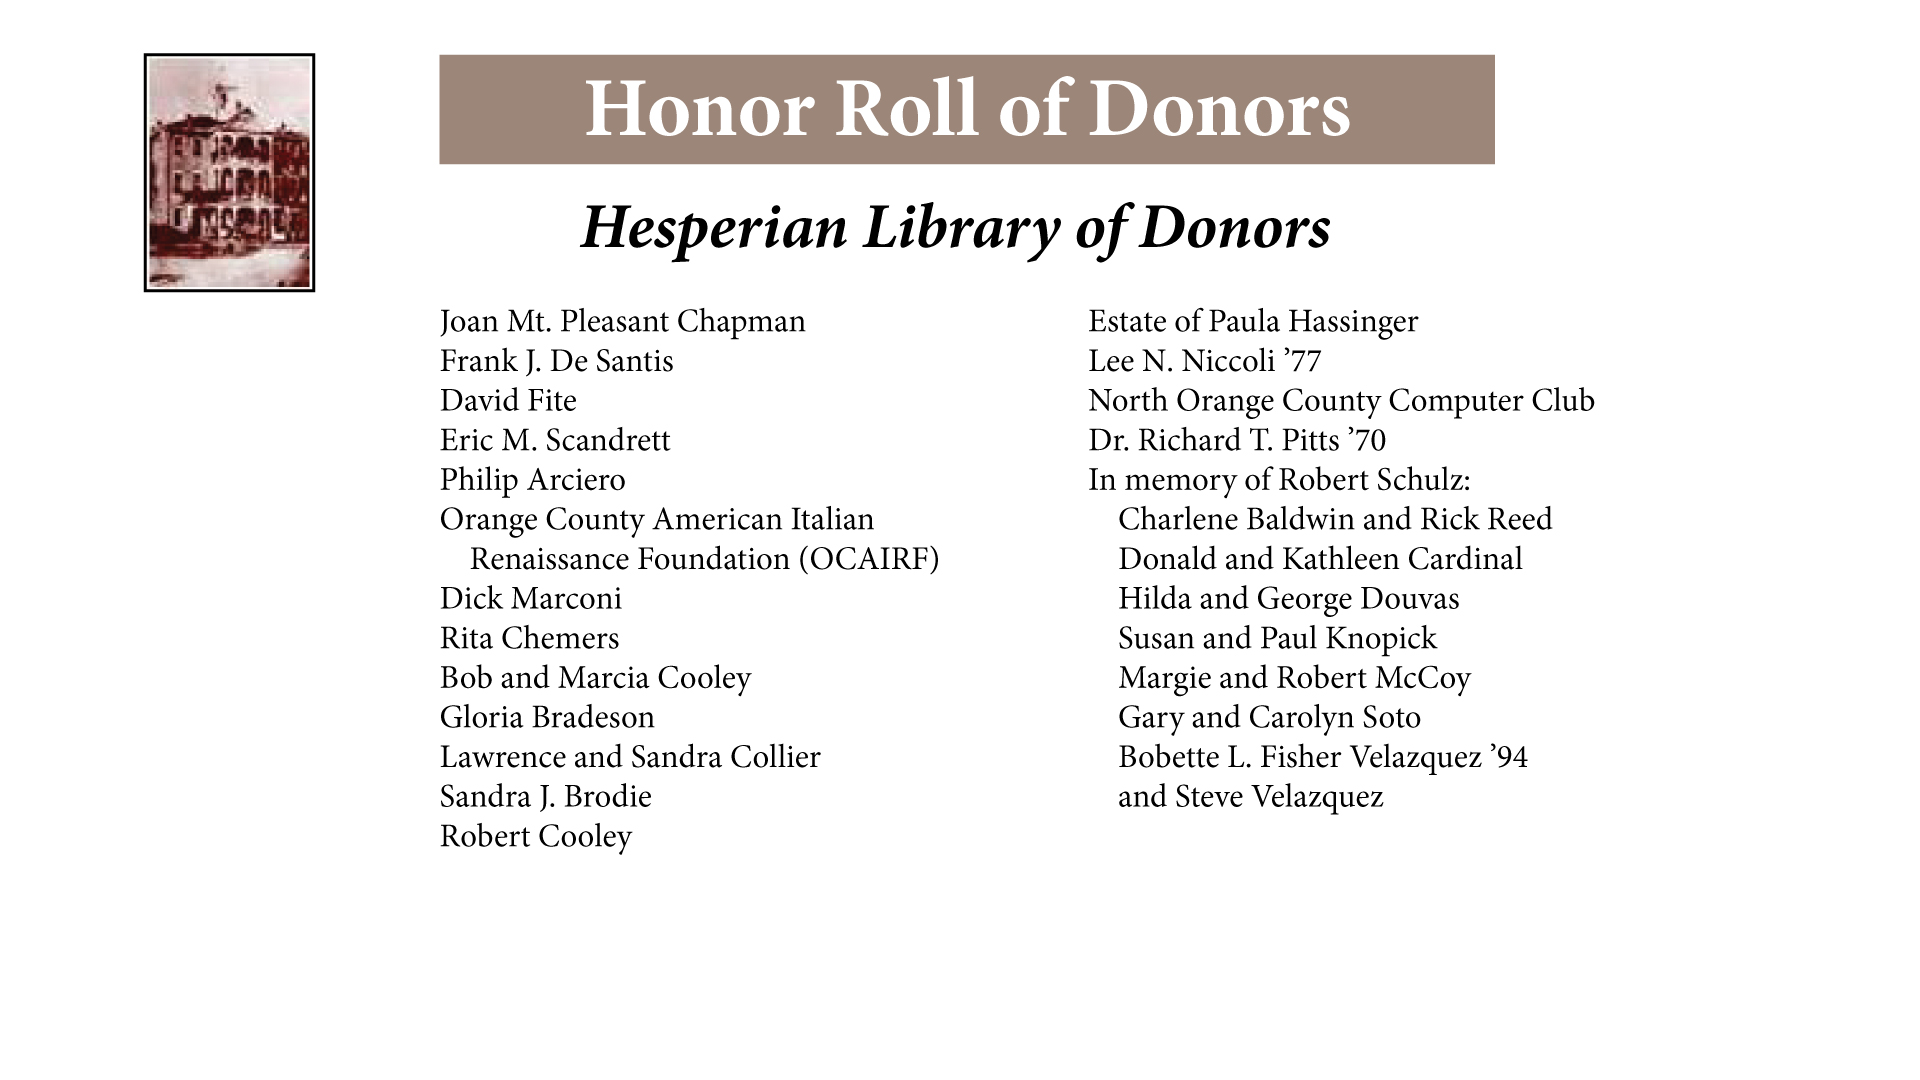 Honor Roll of Donors
Hesperian Library of Donors
Joan Mt. Pleasant Chapman
Frank J. De Santis
David Fite
Eric M. Scandrett
Philip Arciero
Orange County American Italian
Renaissance Foundation (OCAIRF)
Dick Marconi
Rita Chemers
Bob and Marcia Cooley
Gloria Bradeson
Lawrence and Sandra Collier
Sandra J. Brodie
Robert Cooley
Estate of Paula Hassinger
Lee N. Niccoli ’77
North Orange County Computer Club
Dr. Richard T. Pitts ’70
In memory of Robert Schulz:
Charlene Baldwin and Rick Reed
Donald and Kathleen Cardinal
Hilda and George Douvas
Susan and Paul Knopick
Margie and Robert McCoy
Gary and Carolyn Soto
Bobette L. Fisher Velazquez ’94
and Steve Velazquez